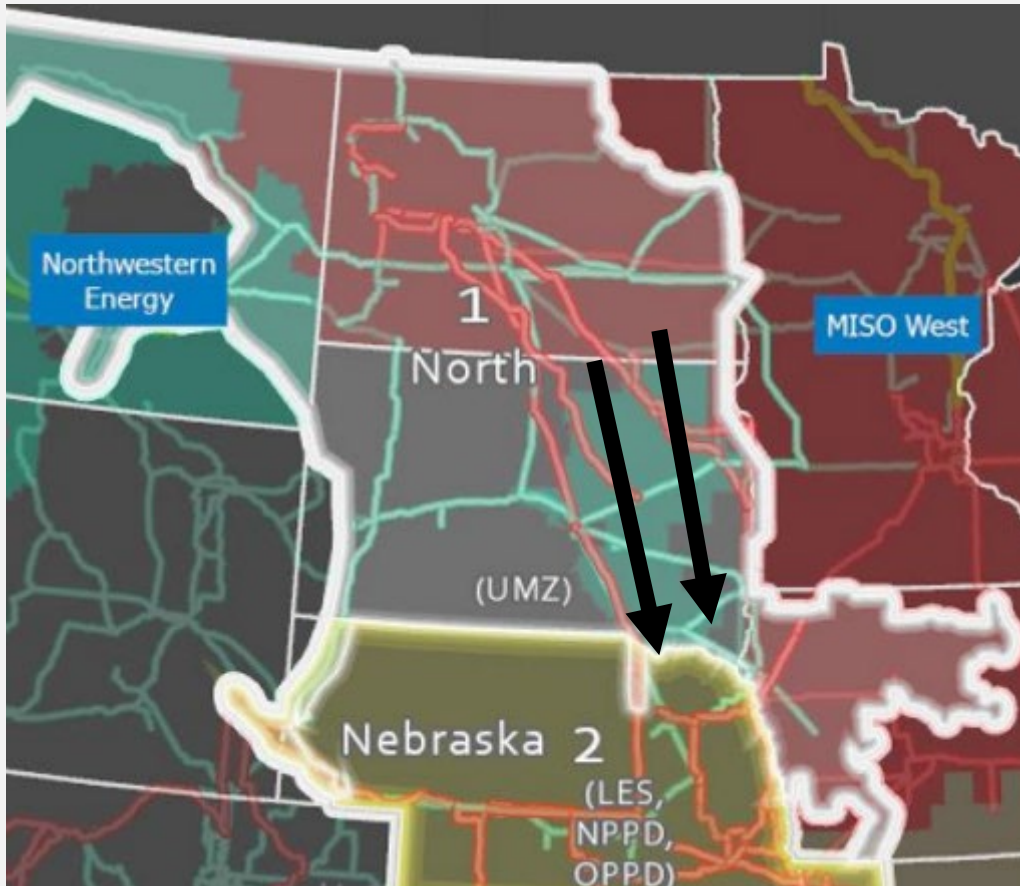 Northwestern
Energy
1
North
MISO West
(UMZ)
Nebraska 2
(LES,
NPPD,
OPPD)